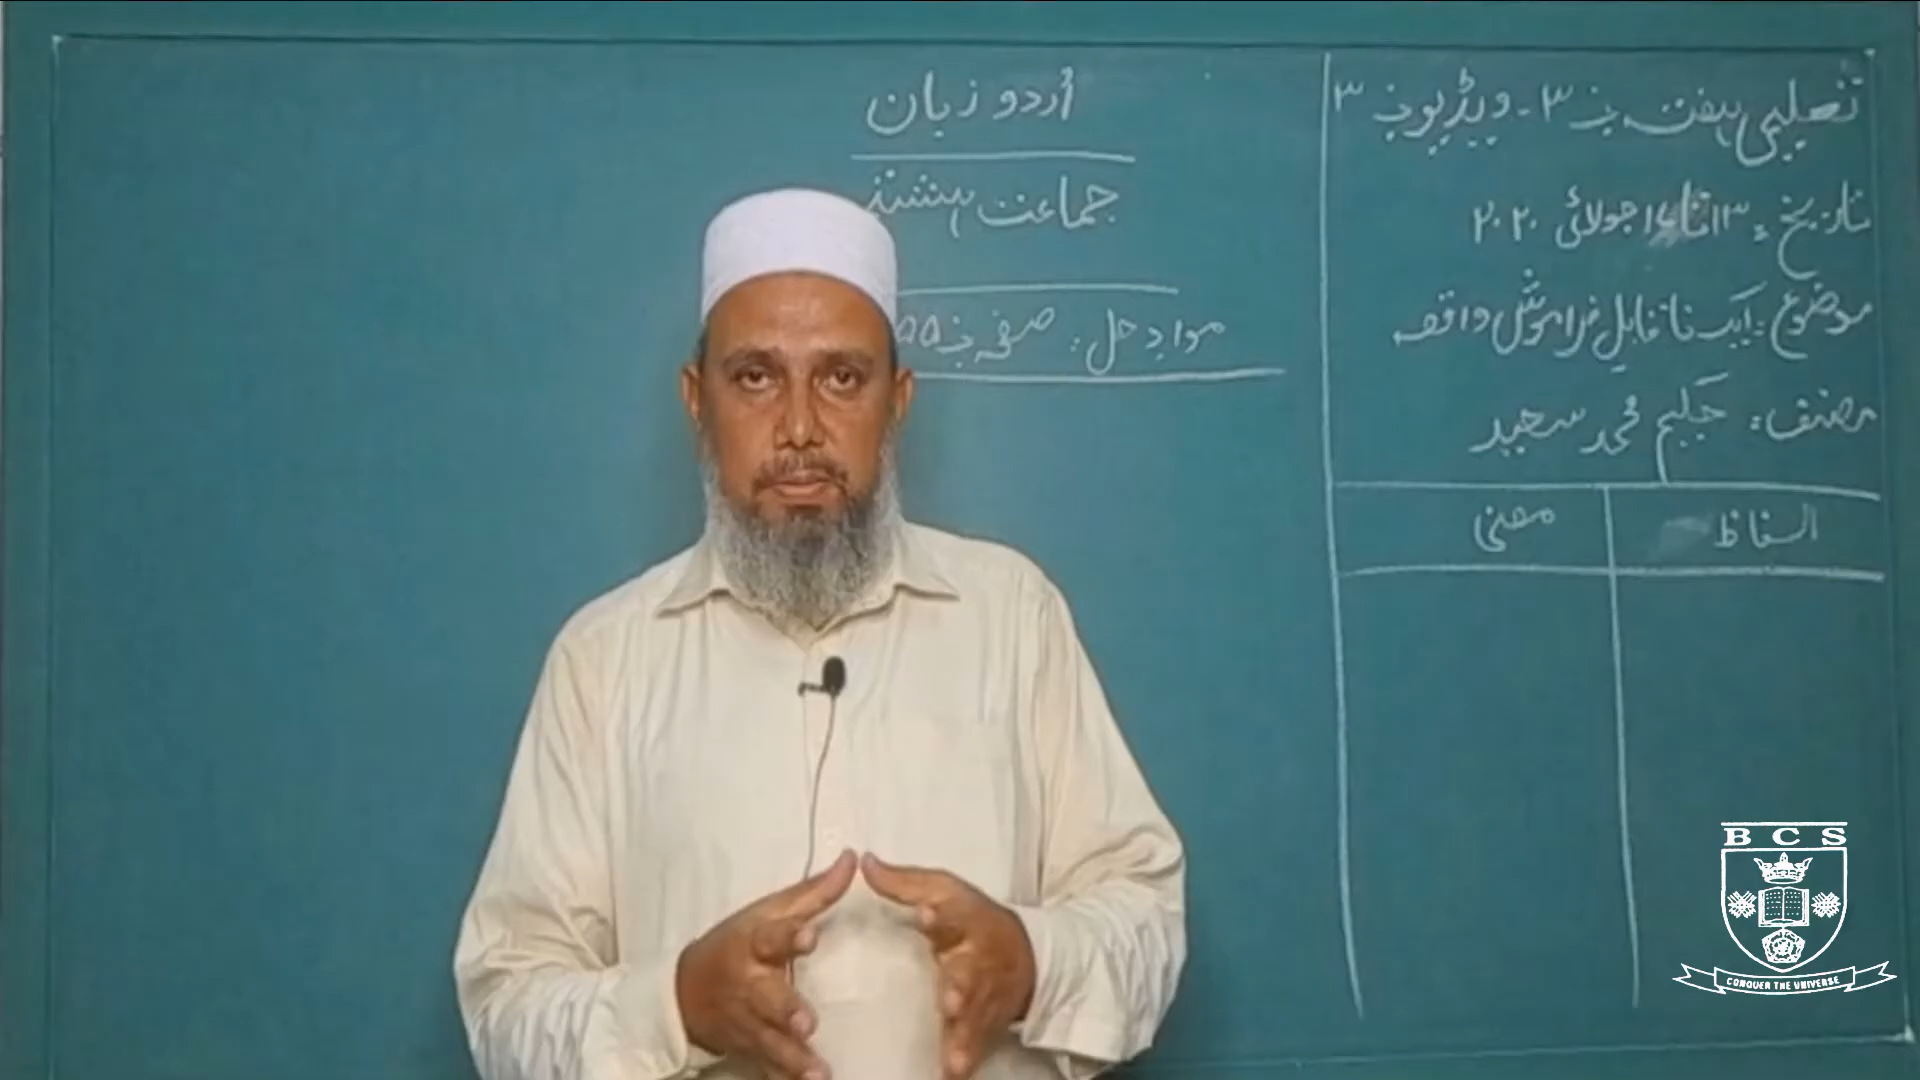 اُردو زبان
جماعت ہشتم
مواد حل: صفحہ نمبر ۵۵
تعلیمی ہفتہ نمبر ۳ - ویڈیو نمبر ۳
تاریخ: ۱۳ تا ۱۶ جولائی ۲۰۲۰
موضوع: ایک ناقابلِ فراموش واقعہ
مصنف: حکیم محمد سعید
الفاظ معنی
BCS
CONQUER THE UNIVERSE